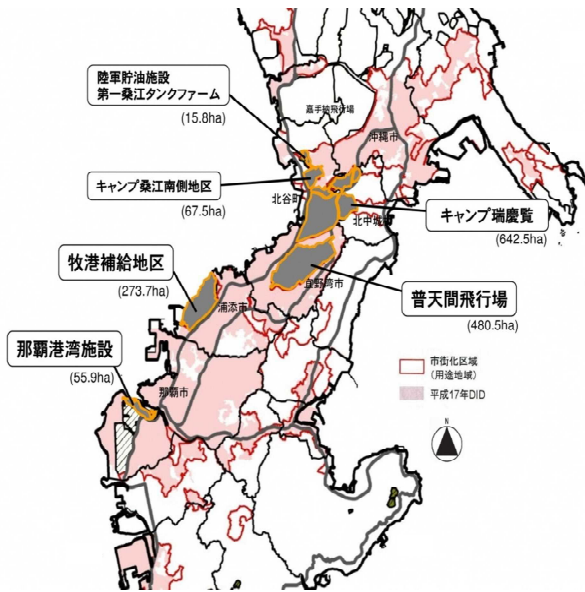 陸軍貯油施設
第一桑江タンクファーム
(15.8ha)
嘉手納飛行場
沖縄市
キャンプ桑江南側地区
(67.5ha)
北谷町
キャンプ瑞慶覧
(642.5ha)
北中城村
牧港補給地区
(273.7ha)
宜野湾市
普天間飛行場
(480.5ha)
浦添市
那覇港湾施設
(55.9ha)
那覇市
市街化区域
(用途地域)
平成17年DID
N